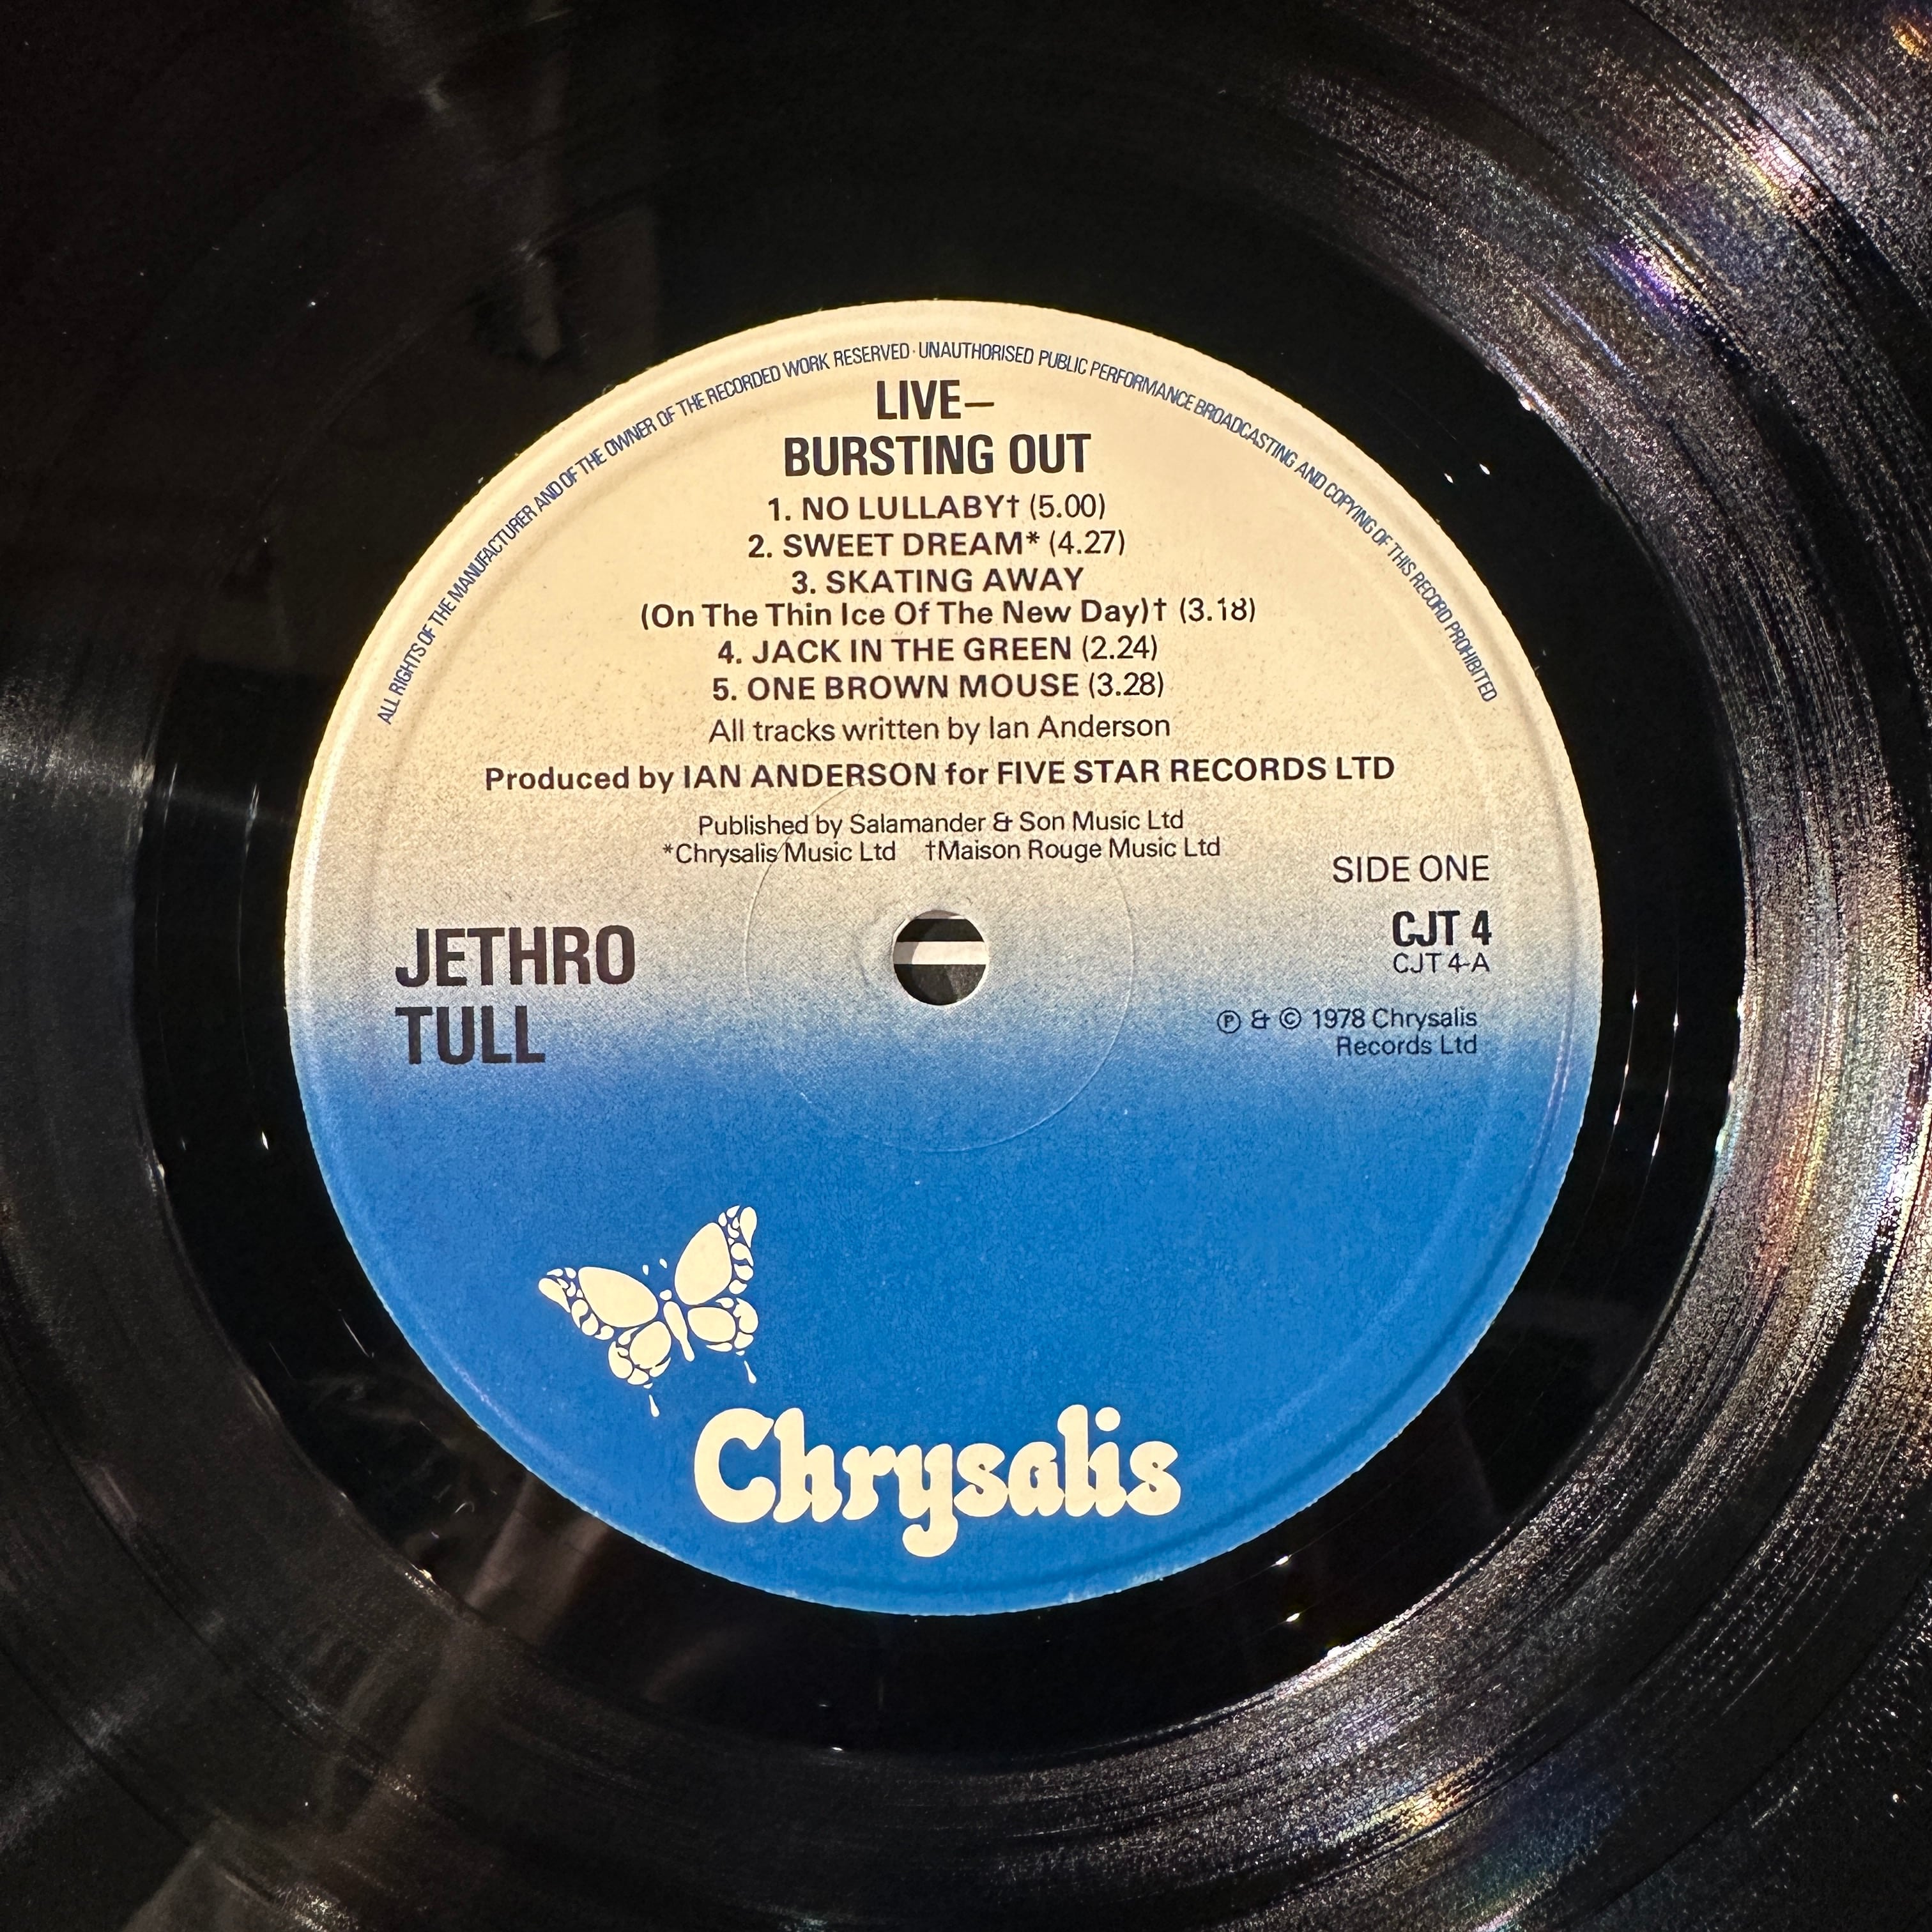 ALL RIGHTS OF THE MANUFACTURER AND OF THE OWNER OF THE RECORDED WORK RESERVED · UNAUTHORISED PUBLIC PERFORMANCE BROADCASTING AND COPYING OF THIS RECORD PROHIBITED
LIVE–
BURSTING OUT
1. NO LULLABY† (5.00)
2. SWEET DREAM* (4.27)
3. SKATING AWAY
(On The Thin Ice Of The New Day)† (3.18)
4. JACK IN THE GREEN (2.24)
5. ONE BROWN MOUSE (3.28)
All tracks written by Ian Anderson
Produced by IAN ANDERSON for FIVE STAR RECORDS LTD
Published by Salamander & Son Music Ltd
*Chrysalis Music Ltd †Maison Rouge Music Ltd
SIDE ONE
JETHRO
TULL
CJT 4
CJT 4-A
℗ & © 1978 Chrysalis
Records Ltd
Chrysalis